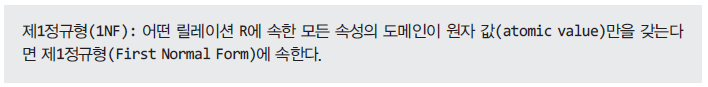 제1정규형(1NF): 어떤 릴레이션 R에 속한 모든 속성의 도메인이 원자 값(atomic value)만을 갖는다
면 제1정규형(First Normal Form)에 속한다.